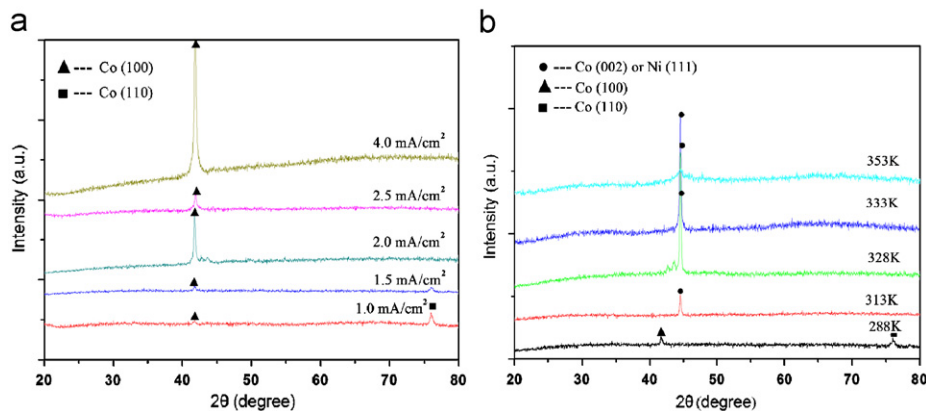 a
▲ --- Co (100)
■ --- Co (110)
4.0 mA/cm²
2.5 mA/cm²
2.0 mA/cm²
1.5 mA/cm²
1.0 mA/cm²
Intensity (a.u.)
20 30 40 50 60 70 80
2θ (degree)
b
● --- Co (002) or Ni (111)
▲ --- Co (100)
■ --- Co (110)
353K
333K
328K
313K
288K
Intensity (a.u.)
20 30 40 50 60 70 80
2θ (degree)